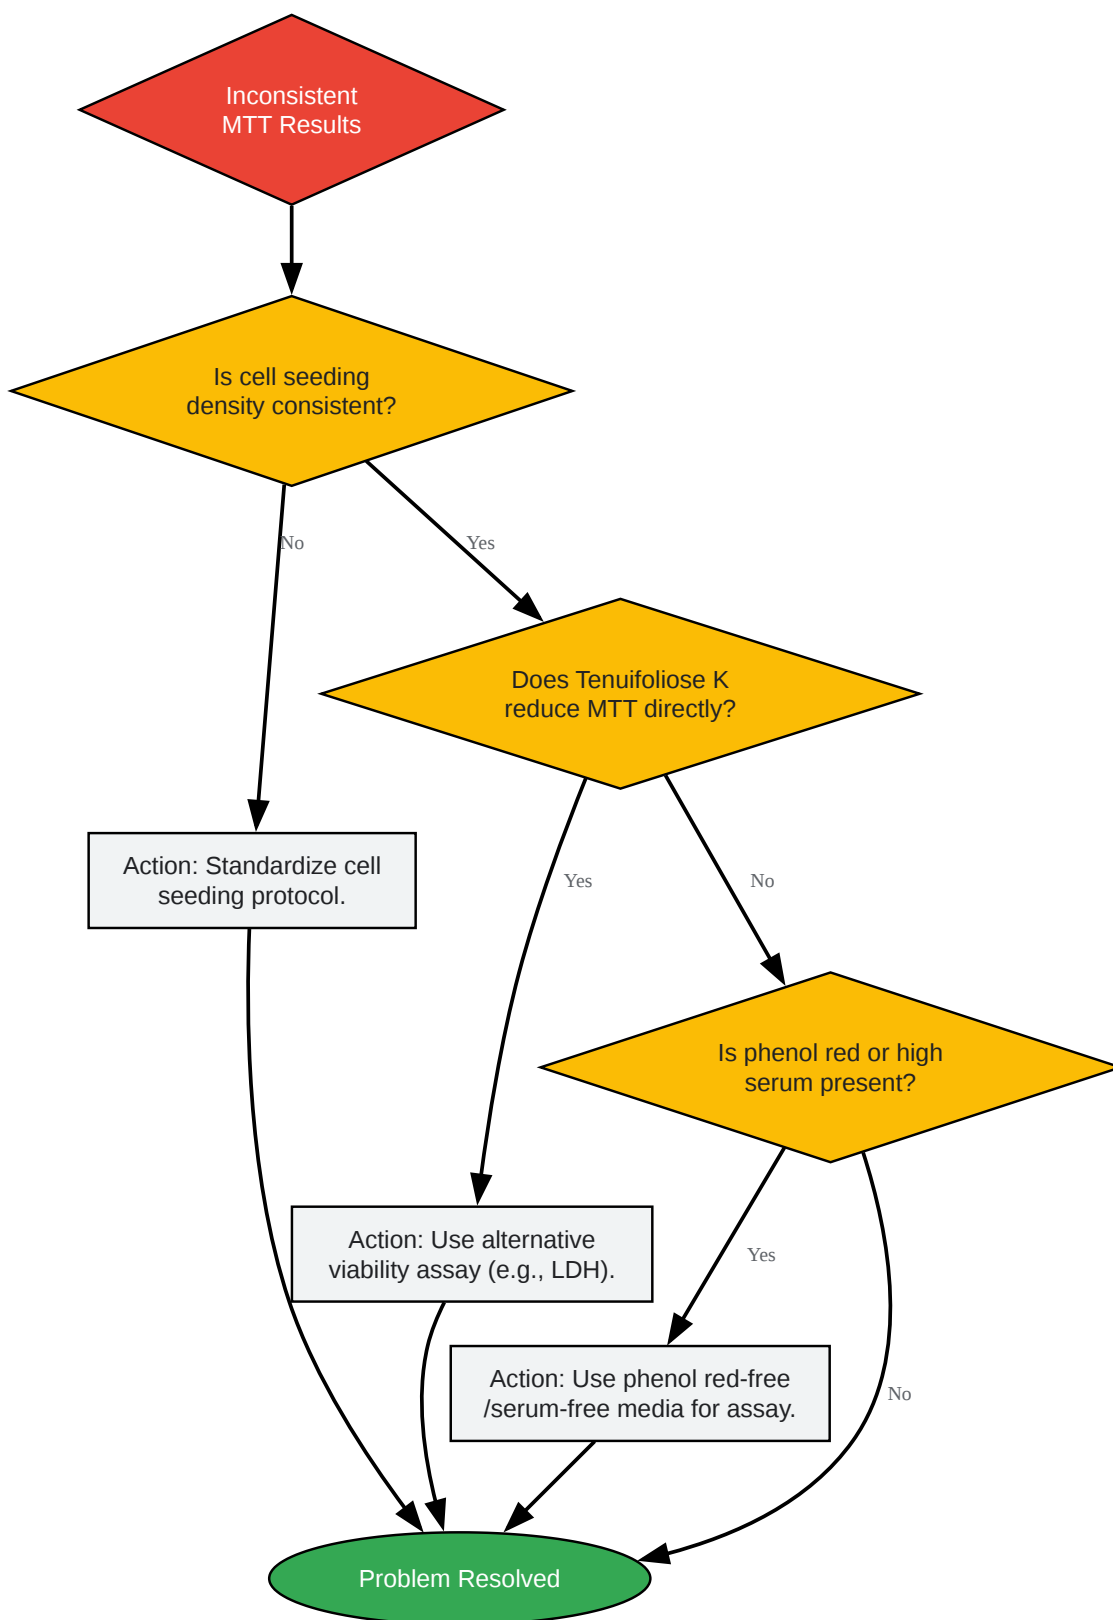 Inconsistent
MTT Results
Is cell seeding
density consistent?
No
Yes
Does Tenuifoliose K
reduce MTT directly?
Action: Standardize cell
seeding protocol.
Yes
No
Is phenol red or high
serum present?
Action: Use alternative
viability assay (e.g., LDH).
Yes
Action: Use phenol red-free
/serum-free media for assay.
No
Problem Resolved